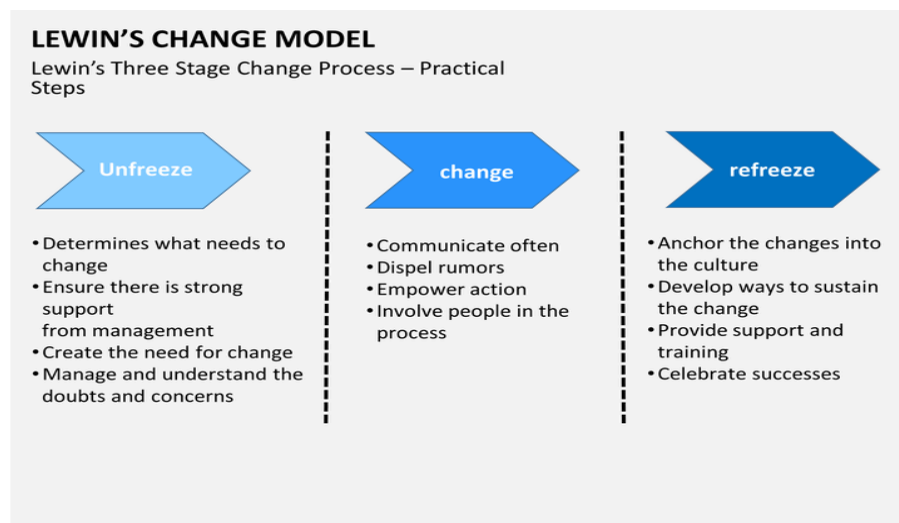 LEWIN'S CHANGE MODEL
Lewin's Three Stage Change Process – Practical
Steps
Unfreeze
• Determines what needs to
change
• Ensure there is strong
support
from management
• Create the need for change
• Manage and understand the
doubts and concerns
change
• Communicate often
• Dispel rumors
• Empower action
• Involve people in the
process
refreeze
• Anchor the changes into
the culture
• Develop ways to sustain
the change
• Provide support and
training
• Celebrate successes